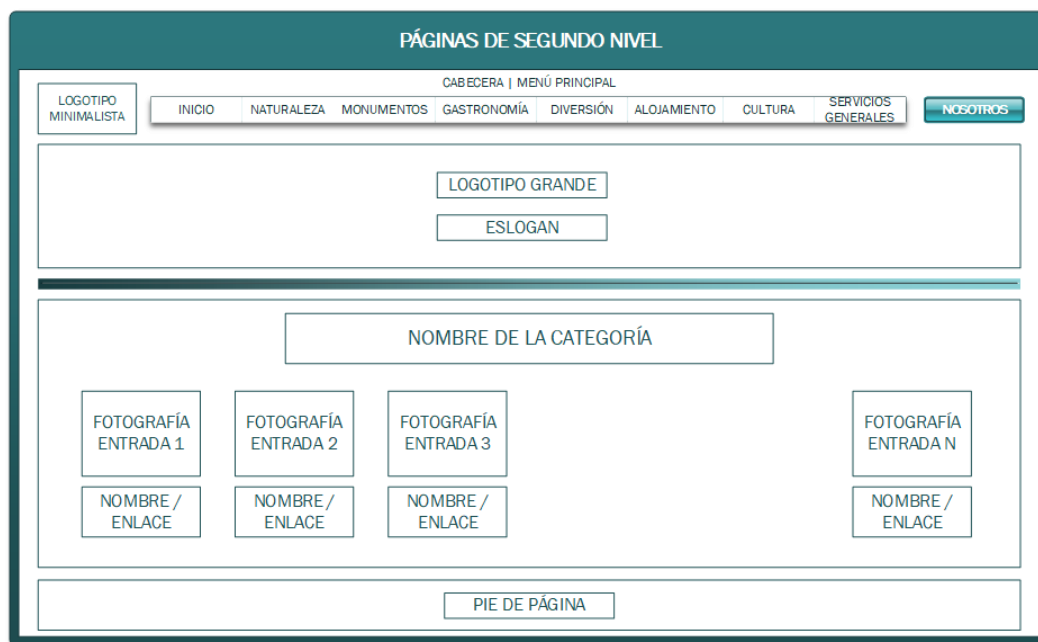 PÁGINAS DE SEGUNDO NIVEL
CABECERA | MENÚ PRINCIPAL
LOGOTIPO
MINIMALISTA
INICIO NATURALEZA MONUMENTOS GASTRONOMÍA DIVERSIÓN ALOJAMIENTO CULTURA
SERVICIOS
GENERALES
NOSOTROS
LOGOTIPO GRANDE
ESLOGAN
NOMBRE DE LA CATEGORÍA
FOTOGRAFÍA
ENTRADA 1
FOTOGRAFÍA
ENTRADA 2
FOTOGRAFÍA
ENTRADA 3
FOTOGRAFÍA
ENTRADA N
NOMBRE /
ENLACE
NOMBRE /
ENLACE
NOMBRE /
ENLACE
NOMBRE /
ENLACE
PIE DE PÁGINA